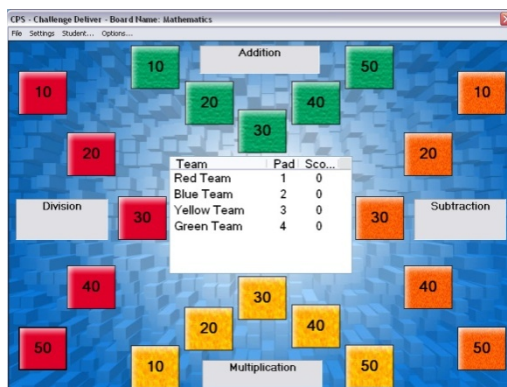 CPS - Challenge Deliver - Board Name: Mathematics
File Settings Student... Options...
Addition
10
20
30
40
50
Division
10
20
30
40
50
Team Pad Sco...
Red Team 1 0
Blue Team 2 0
Yellow Team 3 0
Green Team 4 0
Subtraction
10
20
30
40
50
Multiplication
10
20
30
40
50